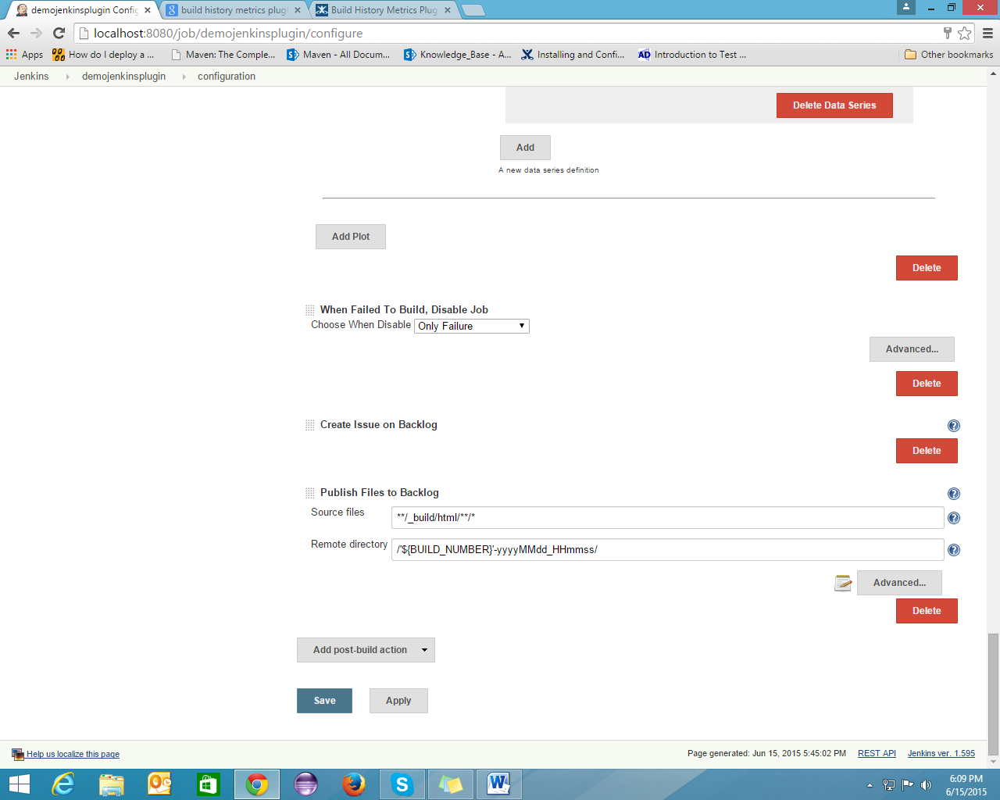 demojenkinsplugin Config
build history metrics plugi
Build History Metrics Plug
localhost:8080/job/demojenkinsplugin/configure
Apps
How do I deploy a ...
Maven: The Comple...
Maven - All Docum...
Knowledge_Base - A...
Installing and Confi...
AD
Introduction to Test ...
Other bookmarks
Jenkins
demojenkinsplugin
configuration
Delete Data Series
Add
A new data series definition
Add Plot
Delete
When Failed To Build, Disable Job
Choose When Disable Only Failure
Advanced...
Delete
Create Issue on Backlog
Delete
Publish Files to Backlog
Source files **/_build/html/**/*
Remote directory /'${BUILD_NUMBER}'-yyyyMMdd_HHmmss/
Advanced...
Delete
Add post-build action
Save Apply
Help us localize this page
Page generated: Jun 15, 2015 5:45:02 PM
REST API
Jenkins ver. 1.595
6:09 PM
6/15/2015